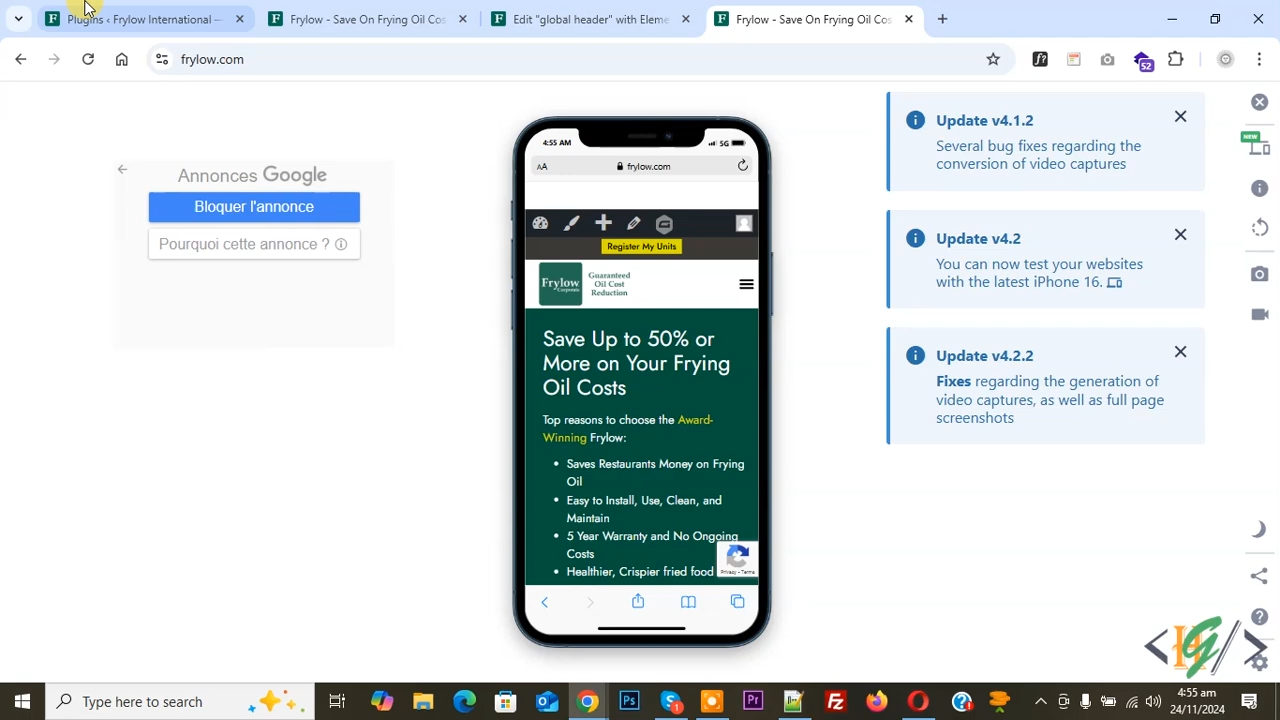 Plugins ‹ Frylow International —
Frylow - Save On Frying Oil Cos
Edit "global header" with Eleme
Frylow - Save On Frying Oil Cos
frylow.com
52
Annonces Google
Bloquer l'annonce
Pourquoi cette annonce ?
4:55 AM
5G
AA
frylow.com
Register My Units
Frylow
Guaranteed
Oil Cost
Reduction
Save Up to 50% or
More on Your Frying
Oil Costs
Top reasons to choose the Award-
Winning Frylow:
• Saves Restaurants Money on Frying
Oil
• Easy to Install, Use, Clean, and
Maintain
• 5 Year Warranty and No Ongoing
Costs
• Healthier, Crispier fried food
Privacy - Terms
Update v4.1.2
Several bug fixes regarding the
conversion of video captures
Update v4.2
You can now test your websites
with the latest iPhone 16.
Update v4.2.2
Fixes regarding the generation of
video captures, as well as full page
screenshots
NEW
Type here to search
4:55 am
24/11/2024